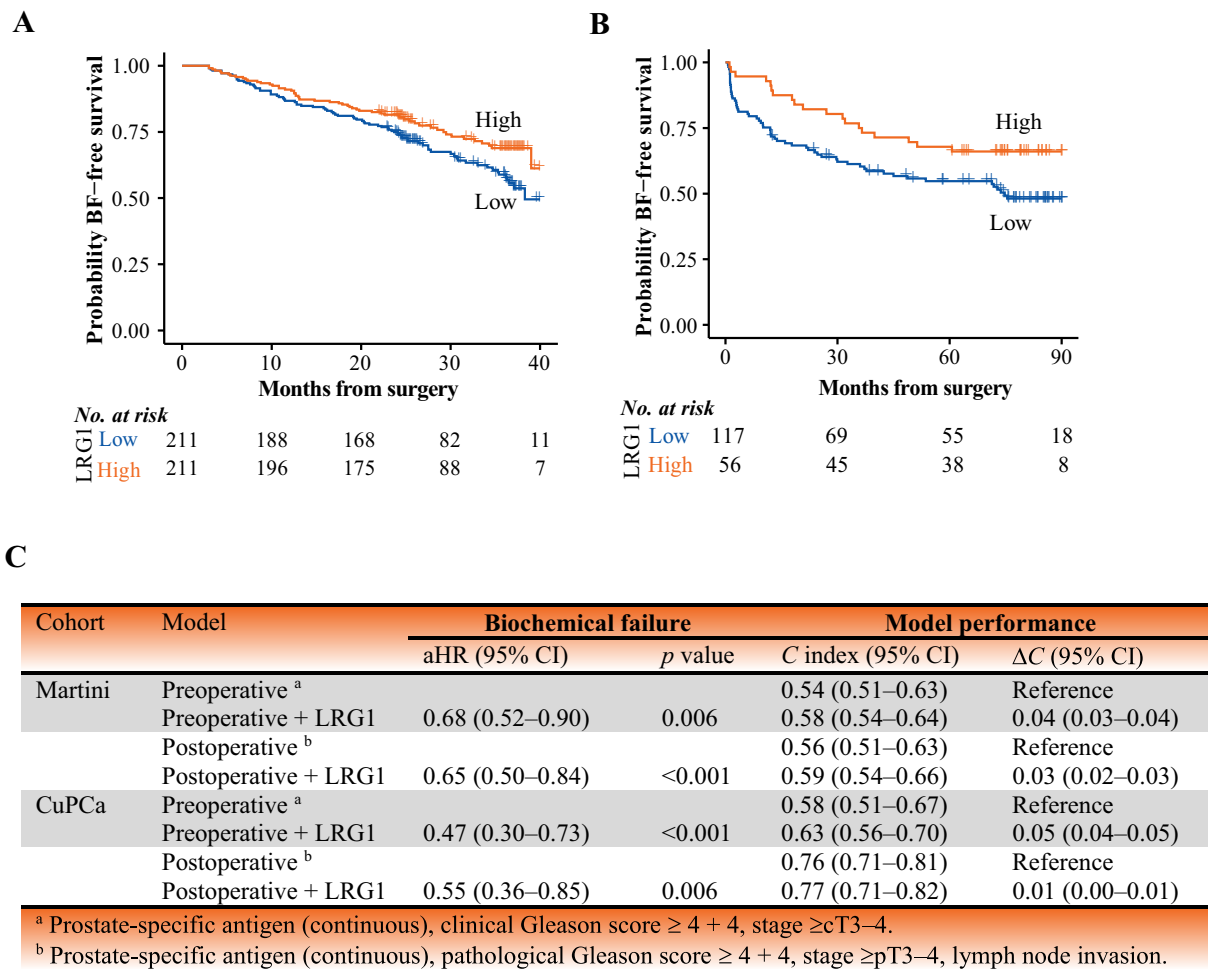 A
Probability BF−free survival
1.00
0.75
0.50
0.25
0.00
High
Low
0 10 20 30 40
Months from surgery
No. at risk
LRG1
Low 211 188 168 82 11
High 211 196 175 88 7
B
Probability BF−free survival
1.00
0.75
0.50
0.25
0.00
High
Low
0 30 60 90
Months from surgery
No. at risk
LRG1
Low 117 69 55 18
High 56 45 38 8
C
Cohort Model Biochemical failure Model performance
aHR (95% CI) p value C index (95% CI) ΔC (95% CI)
Martini Preoperative ᵃ 0.54 (0.51–0.63) Reference
Preoperative + LRG1 0.68 (0.52–0.90) 0.006 0.58 (0.54–0.64) 0.04 (0.03–0.04)
Postoperative ᵇ 0.56 (0.51–0.63) Reference
Postoperative + LRG1 0.65 (0.50–0.84) <0.001 0.59 (0.54–0.66) 0.03 (0.02–0.03)
CuPCa Preoperative ᵃ 0.58 (0.51–0.67) Reference
Preoperative + LRG1 0.47 (0.30–0.73) <0.001 0.63 (0.56–0.70) 0.05 (0.04–0.05)
Postoperative ᵇ 0.76 (0.71–0.81) Reference
Postoperative + LRG1 0.55 (0.36–0.85) 0.006 0.77 (0.71–0.82) 0.01 (0.00–0.01)
ᵃ Prostate-specific antigen (continuous), clinical Gleason score ≥ 4 + 4, stage ≥cT3–4.
ᵇ Prostate-specific antigen (continuous), pathological Gleason score ≥ 4 + 4, stage ≥pT3–4, lymph node invasion.